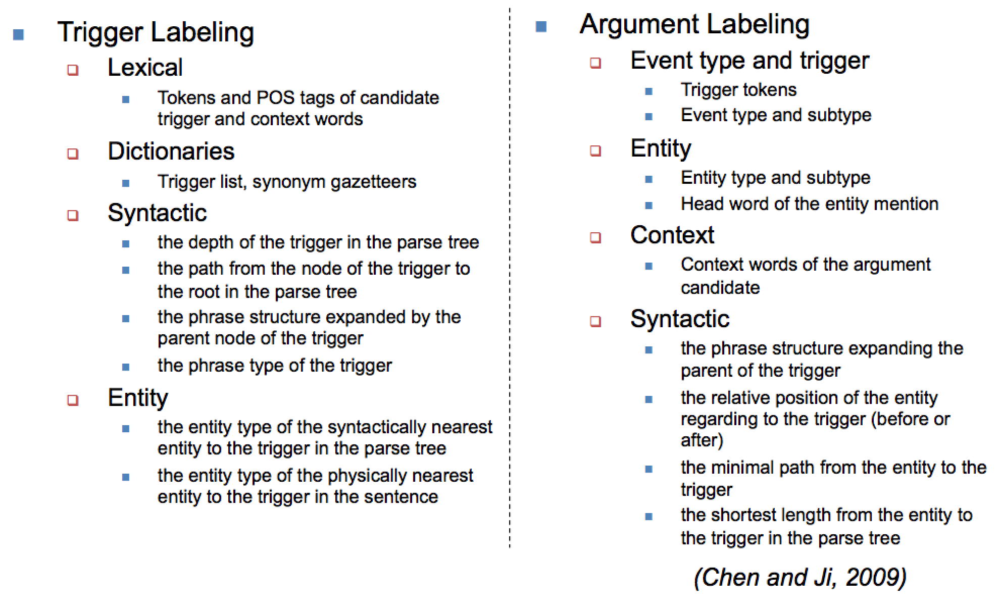 Trigger Labeling
Lexical
Tokens and POS tags of candidate
trigger and context words
Dictionaries
Trigger list, synonym gazetteers
Syntactic
the depth of the trigger in the parse tree
the path from the node of the trigger to
the root in the parse tree
the phrase structure expanded by the
parent node of the trigger
the phrase type of the trigger
Entity
the entity type of the syntactically nearest
entity to the trigger in the parse tree
the entity type of the physically nearest
entity to the trigger in the sentence
Argument Labeling
Event type and trigger
Trigger tokens
Event type and subtype
Entity
Entity type and subtype
Head word of the entity mention
Context
Context words of the argument
candidate
Syntactic
the phrase structure expanding the
parent of the trigger
the relative position of the entity
regarding to the trigger (before or
after)
the minimal path from the entity to the
trigger
the shortest length from the entity to
the trigger in the parse tree
(Chen and Ji, 2009)